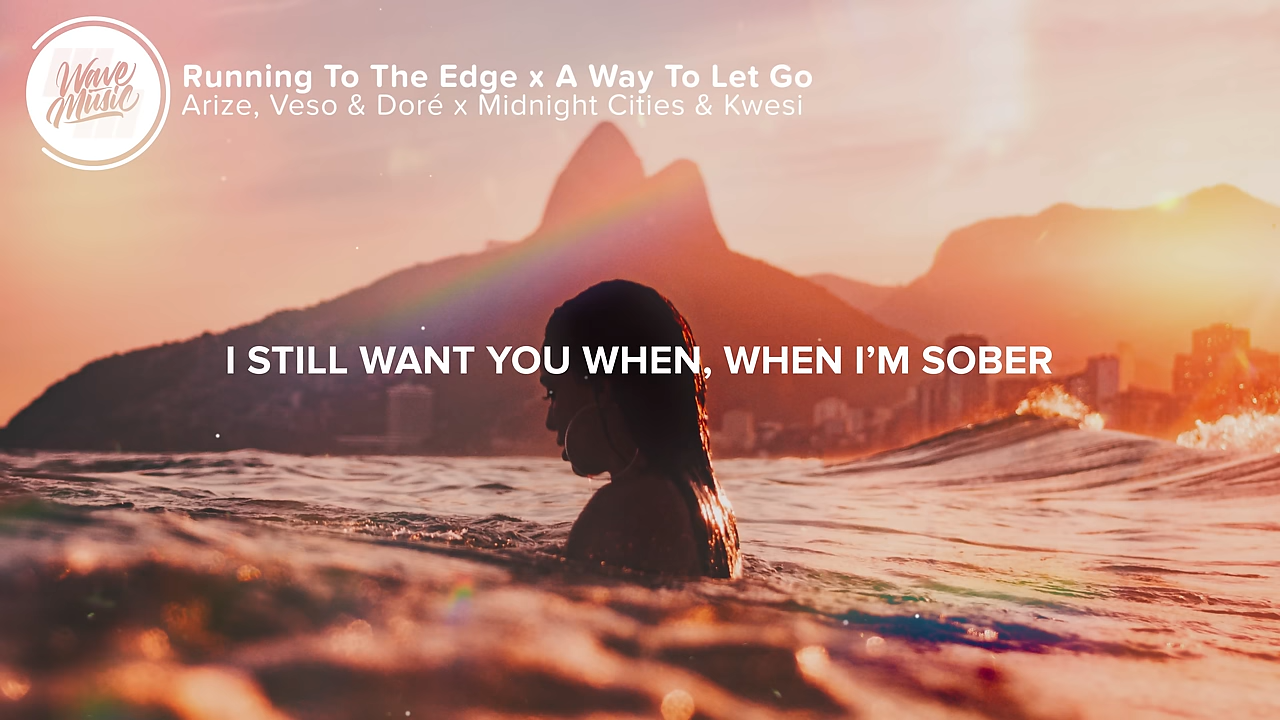 Wave
Music
Running To The Edge x A Way To Let Go
Arize, Veso & Doré x Midnight Cities & Kwesi
I STILL WANT YOU WHEN, WHEN I’M SOBER